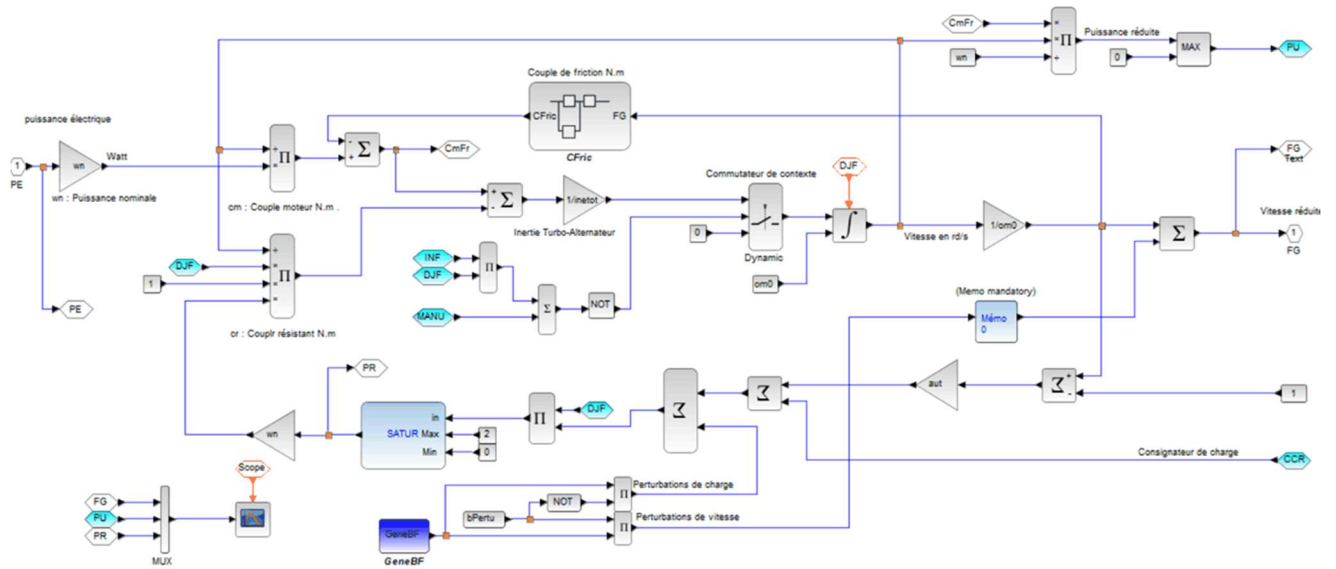 CmFr
Puissance réduite
wn
Π
MAX
PU
0
Couple de friction N.m
CFric
FG
CFric
puissance électrique
1
PE
wn
Watt
wn : Puissance nominale
Π
cm : Couple moteur N.m .
Σ
CmFr
Σ
1/inetot
Inertie Turbo-Alternateur
Commutateur de contexte
0
Dynamic
DJF
∫
om0
Vitesse en rd/s
1/om0
Σ
FG
Text
Vitesse réduite
1
FG
DJF
1
Π
cr : Couplr résistant N.m
PE
INF
DJF
Π
MANU
Σ
NOT
(Memo mandatory)
Mémo
0
PR
wn
in
SATUR Max
Min
2
0
Π
DJF
Σ
Σ
aut
Σ
1
Consignateur de charge
CCR
Perturbations de charge
Π
NOT
bPertu
Π
Perturbations de vitesse
GeneBF
GeneBF
Scope
FG
PU
PR
MUX